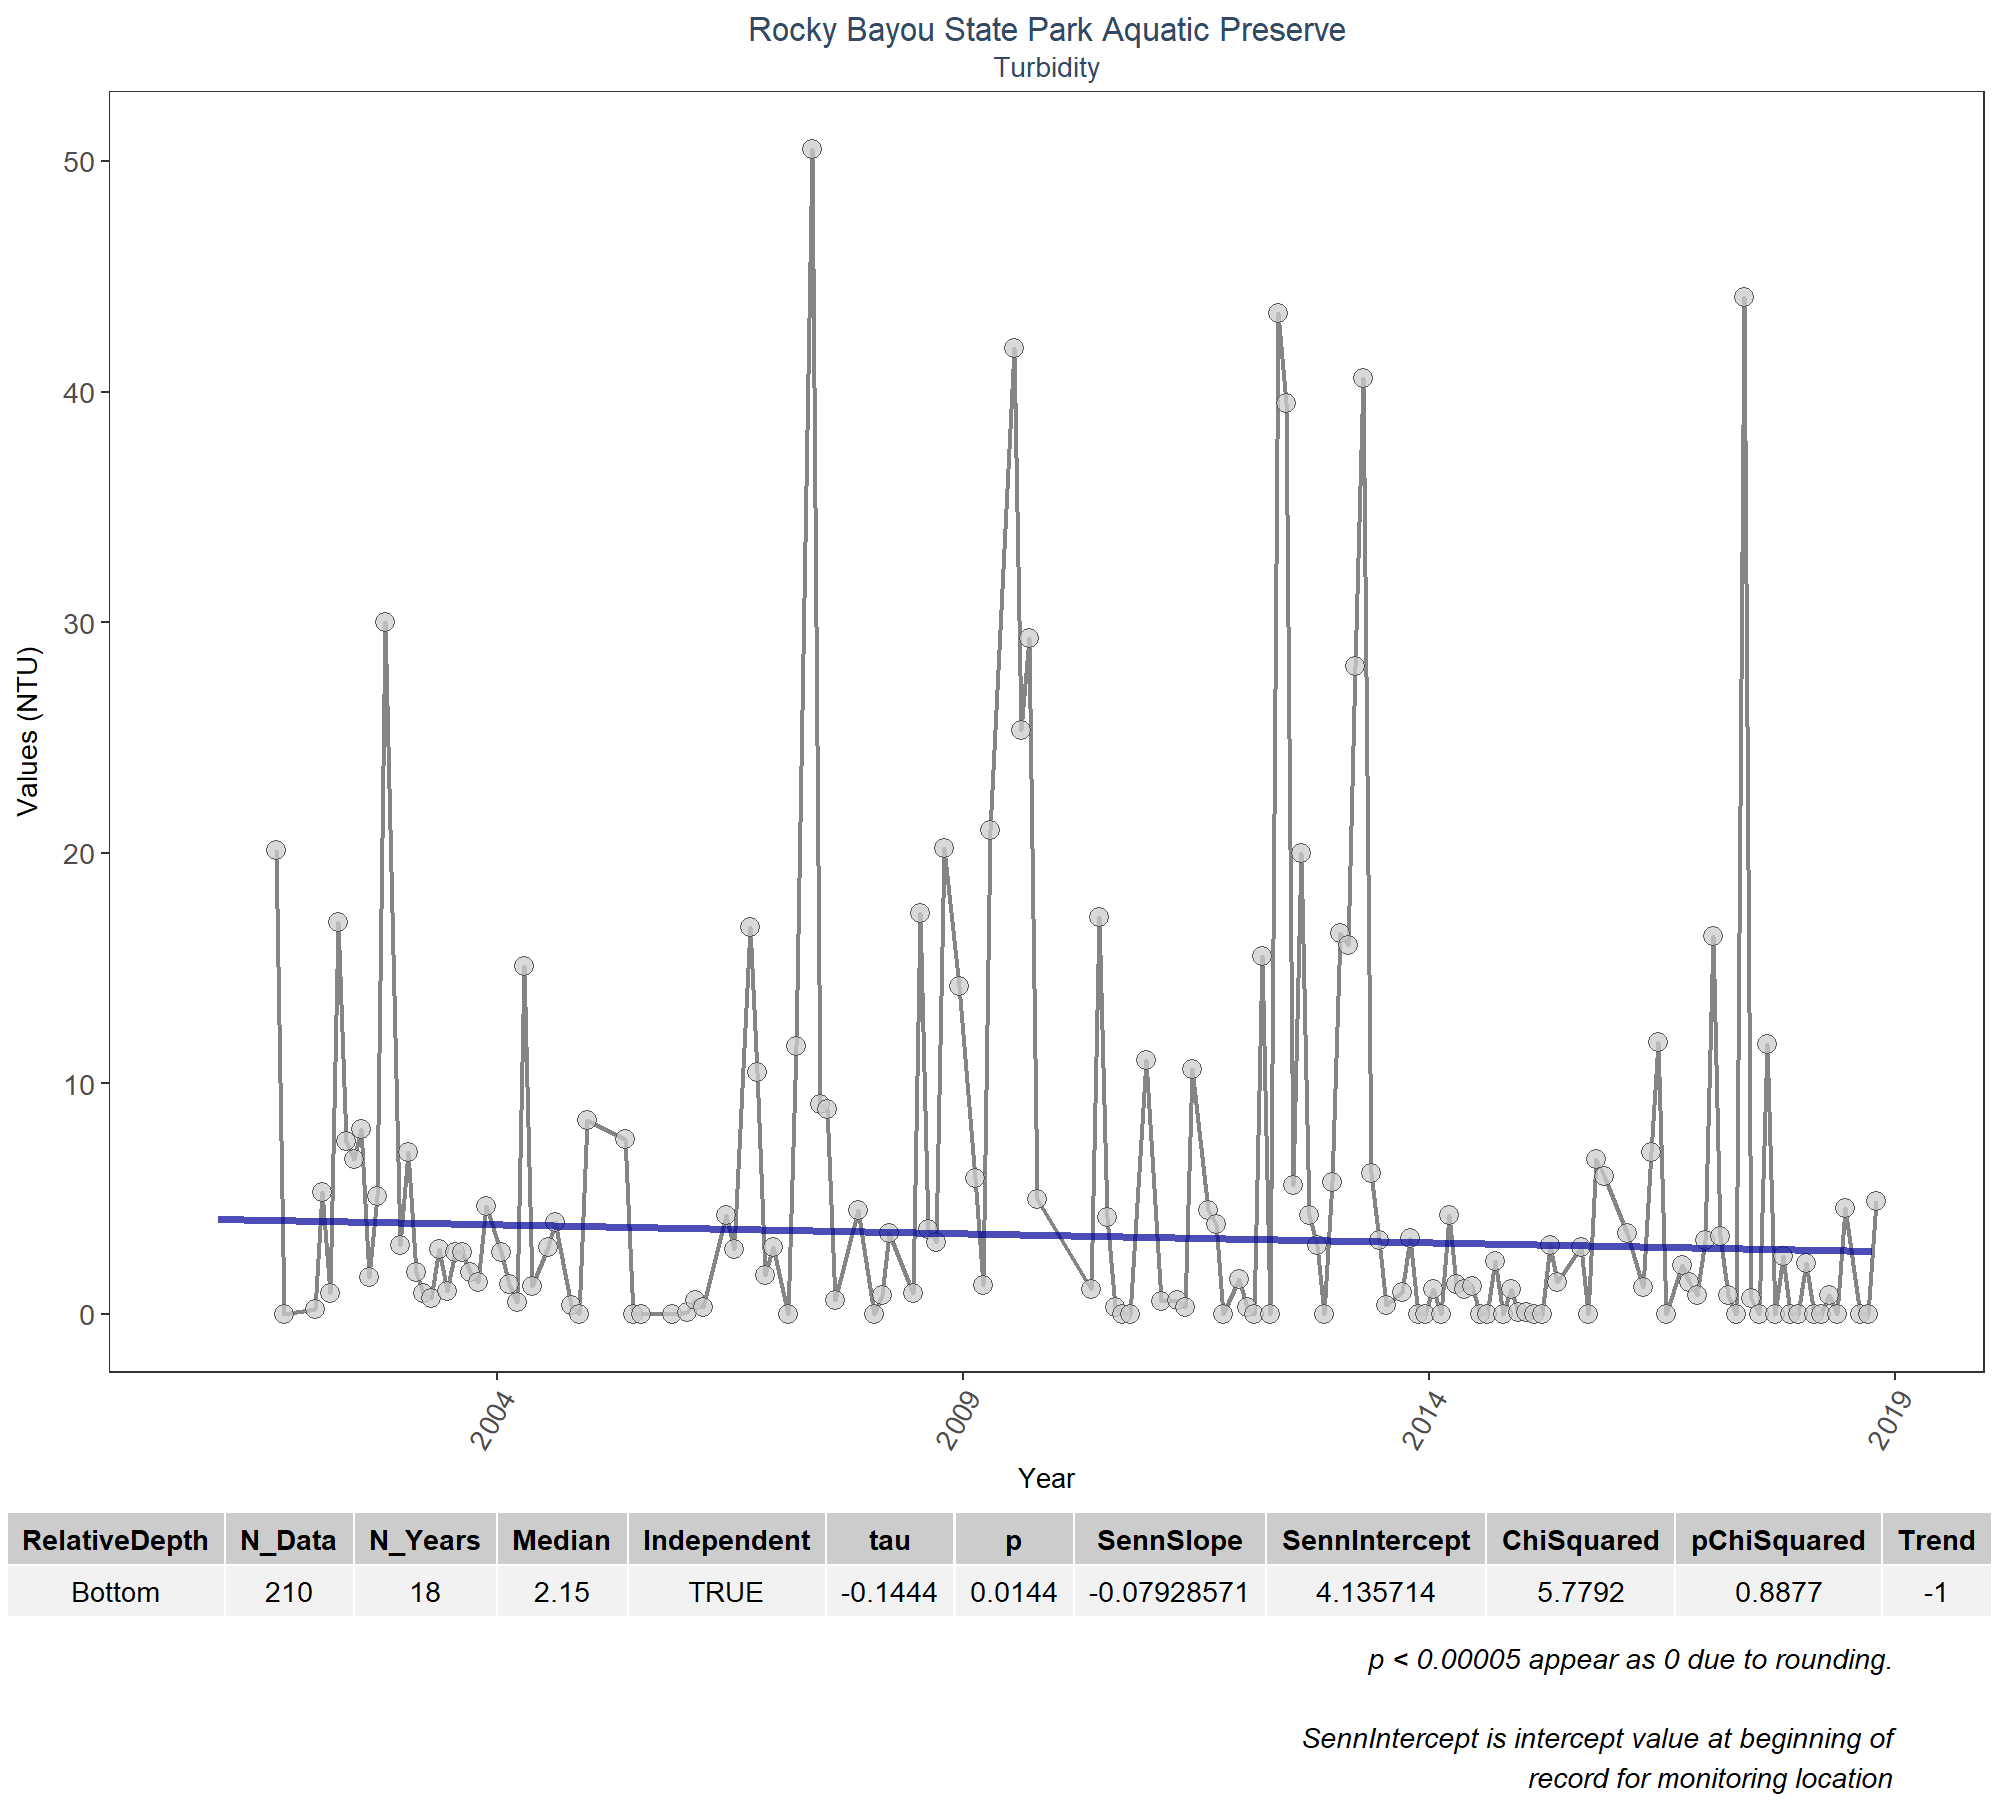 Rocky Bayou State Park Aquatic Preserve
Turbidity
50
40
30
20
10
0
Values (NTU)
2004
2009
2014
2019
Year
RelativeDepth N_Data N_Years Median Independent tau p SennSlope SennIntercept ChiSquared pChiSquared Trend
Bottom 210 18 2.15 TRUE -0.1444 0.0144 -0.07928571 4.135714 5.7792 0.8877 -1
p < 0.00005 appear as 0 due to rounding.
SennIntercept is intercept value at beginning of
record for monitoring location